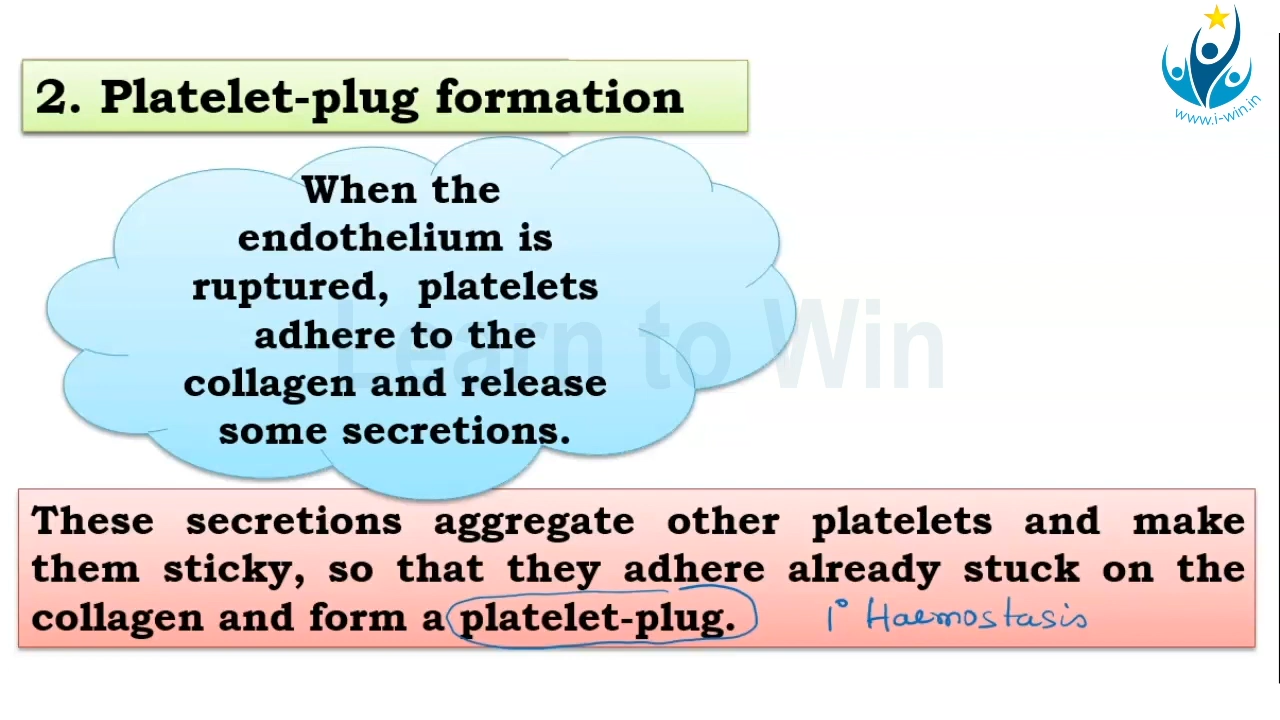 www.i-win.in
2. Platelet-plug formation
When the
endothelium is
ruptured, platelets
adhere to the
collagen and release
some secretions.
Learn to Win
These secretions aggregate other platelets and make
them sticky, so that they adhere already stuck on the
collagen and form a platelet-plug. 1° Haemostasis